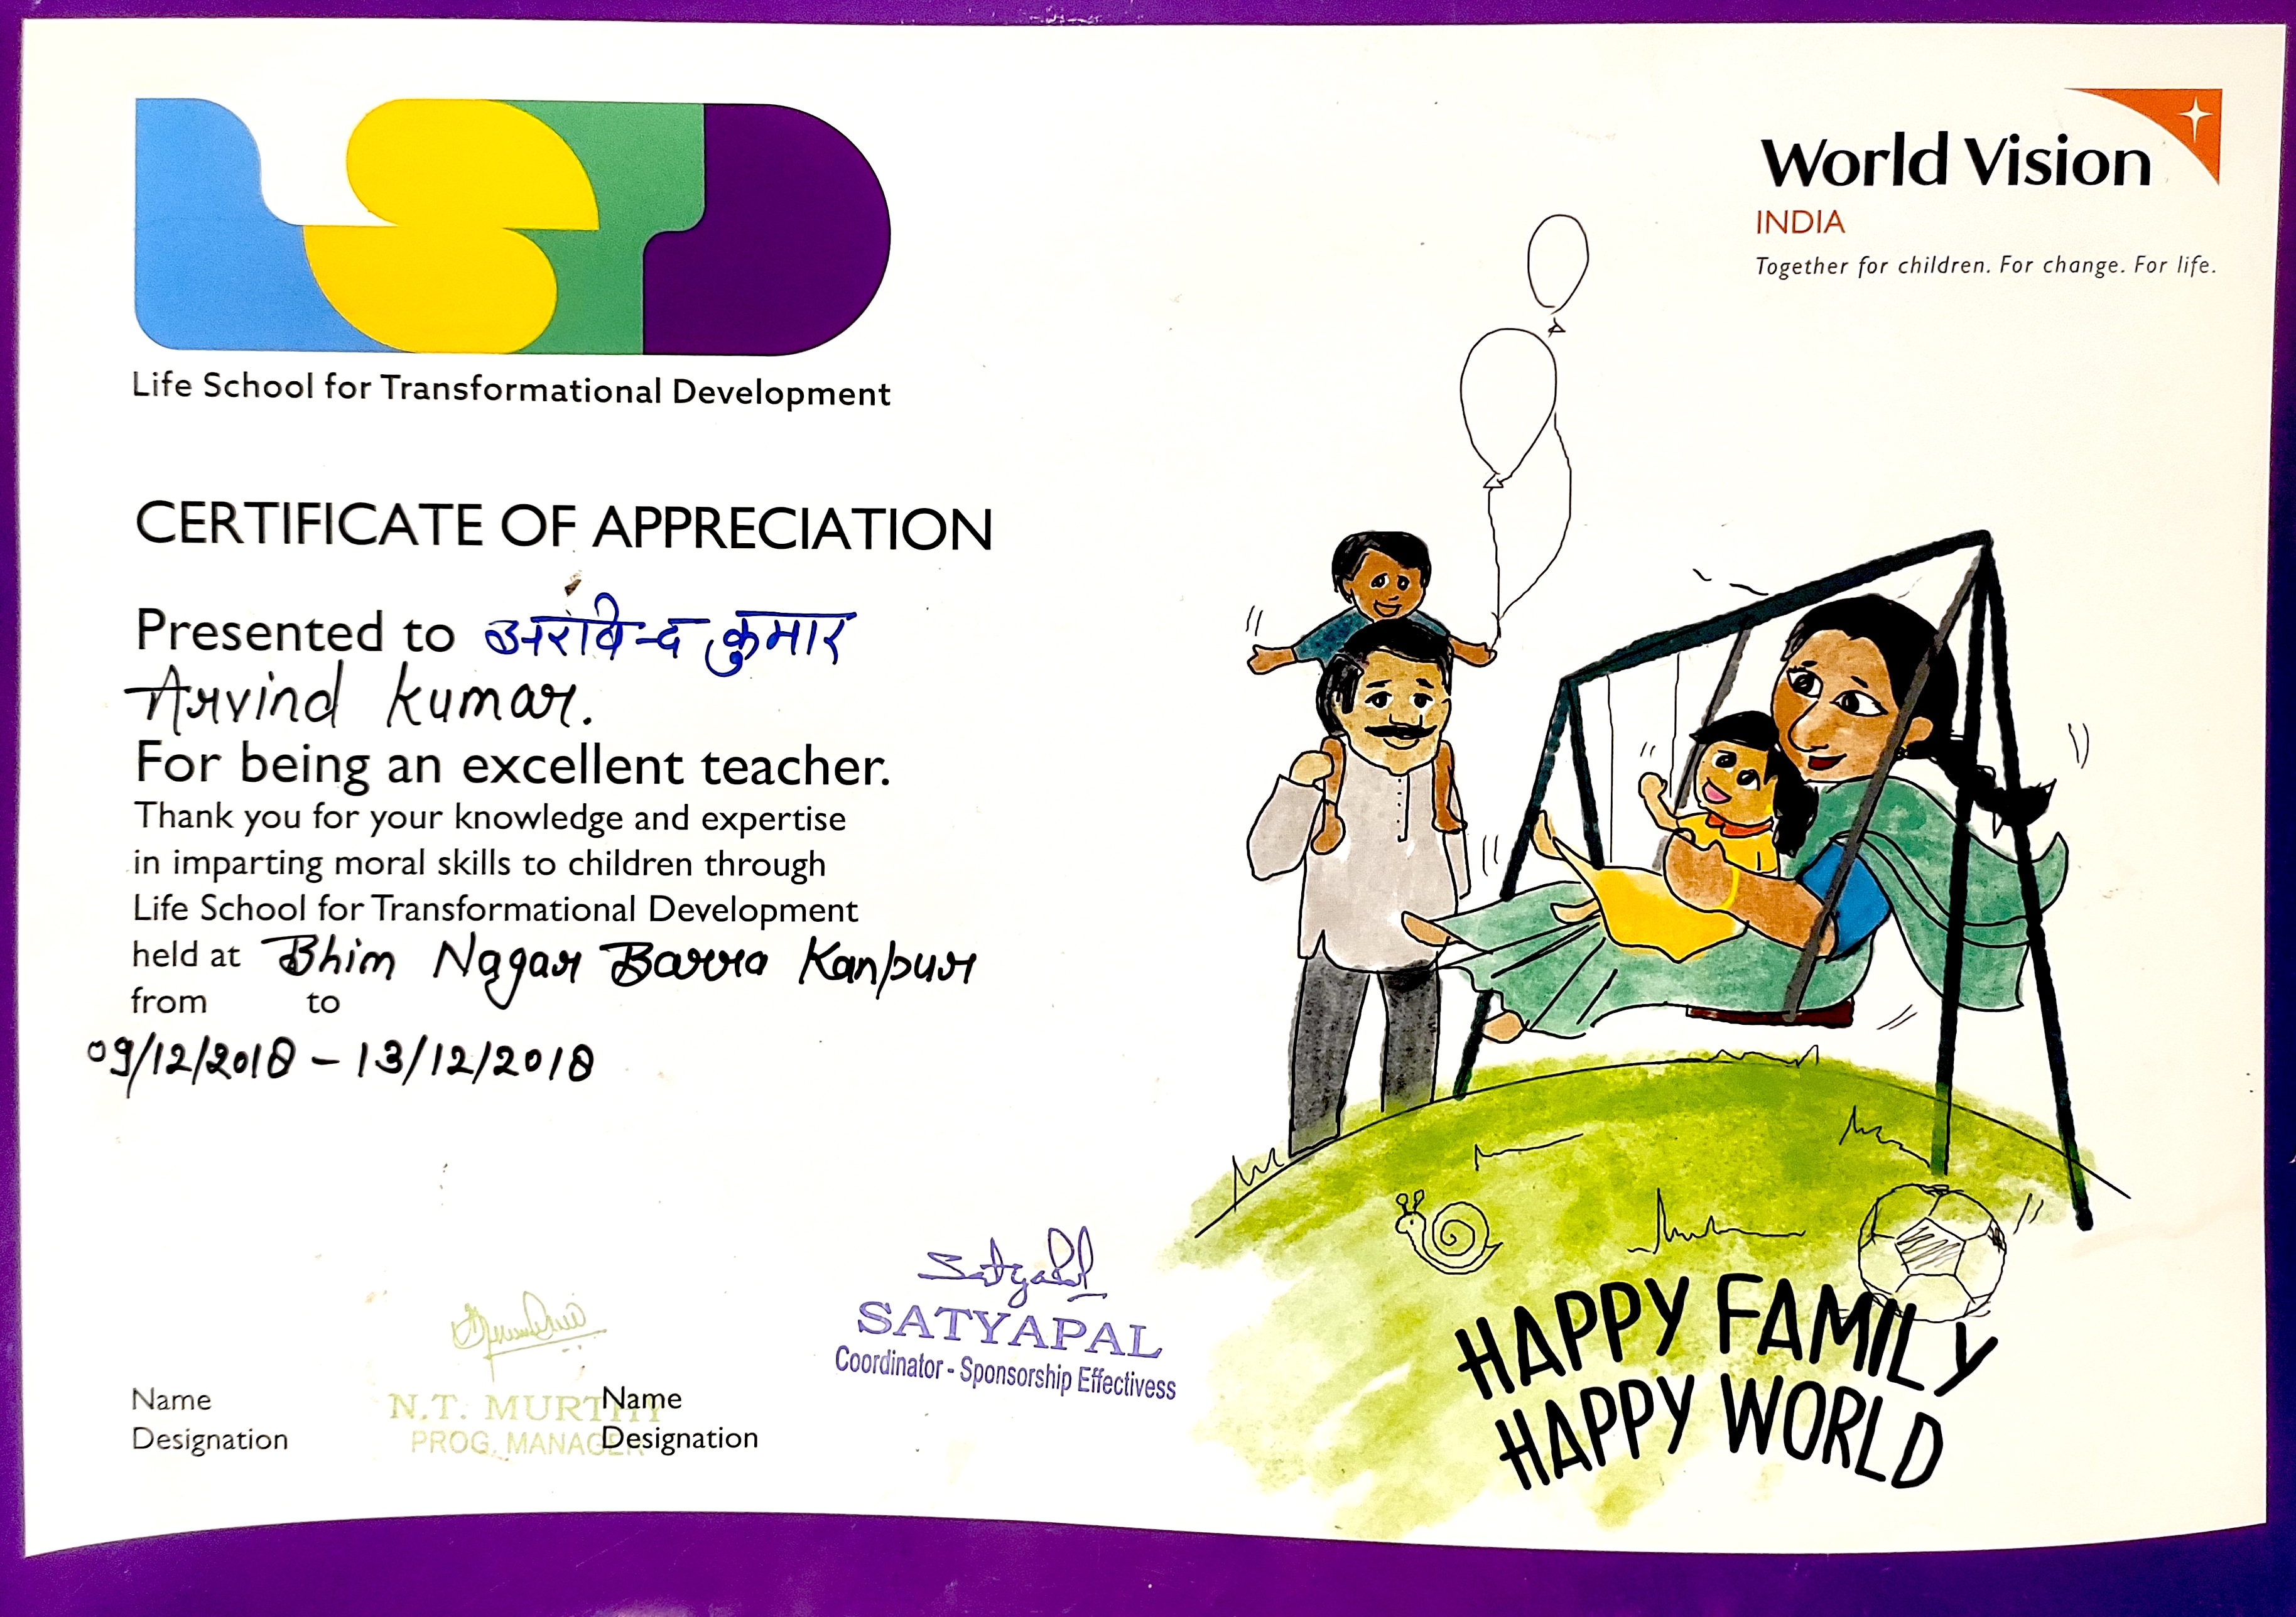 LSTD
Life School for Transformational Development
World Vision
INDIA
Together for children. For change. For life.
CERTIFICATE OF APPRECIATION
Presented to अरविन्द कुमार
Arvind Kumar.
For being an excellent teacher.
Thank you for your knowledge and expertise
in imparting moral skills to children through
Life School for Transformational Development
held at Bhim Nagar Barra Kanpur
from to
09/12/2018 – 13/12/2018
Satyapal
SATYAPAL
Coordinator - Sponsorship Effectivess
N.T. MURTHY
PROG. MANAGER
Name
Designation
Name
Designation
HAPPY FAMILY
HAPPY WORLD